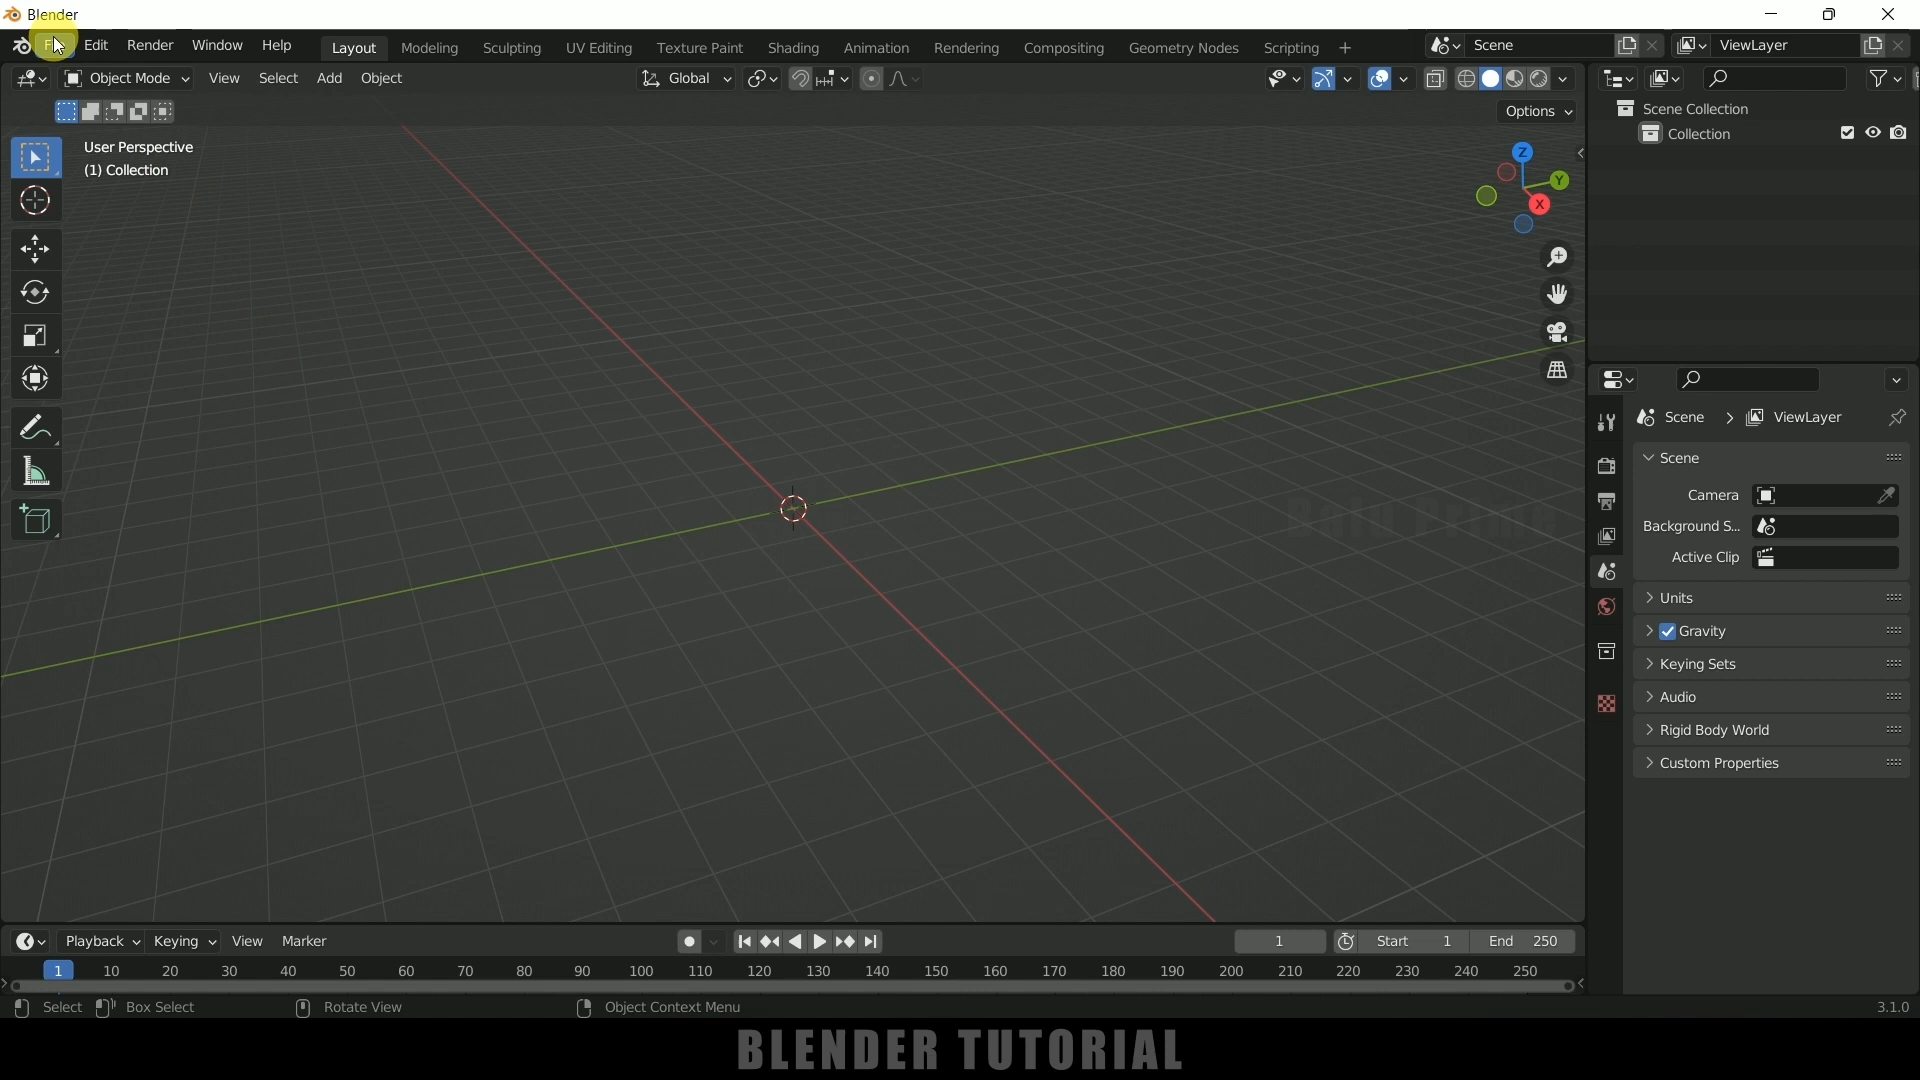 Blender
File Edit Render Window Help Layout Modeling Sculpting UV Editing Texture Paint Shading Animation Rendering Compositing Geometry Nodes Scripting + Scene ViewLayer
Object Mode View Select Add Object Global
Options
User Perspective
(1) Collection
Z
Y
X
Scene Collection
Collection
Scene > ViewLayer
Scene
Camera
Background S...
Active Clip
Units
Gravity
Keying Sets
Audio
Rigid Body World
Custom Properties
Playback Keying View Marker 1 Start 1 End 250
1 10 20 30 40 50 60 70 80 90 100 110 120 130 140 150 160 170 180 190 200 210 220 230 240 250
Select Box Select Rotate View Object Context Menu 3.1.0
BLENDER TUTORIAL